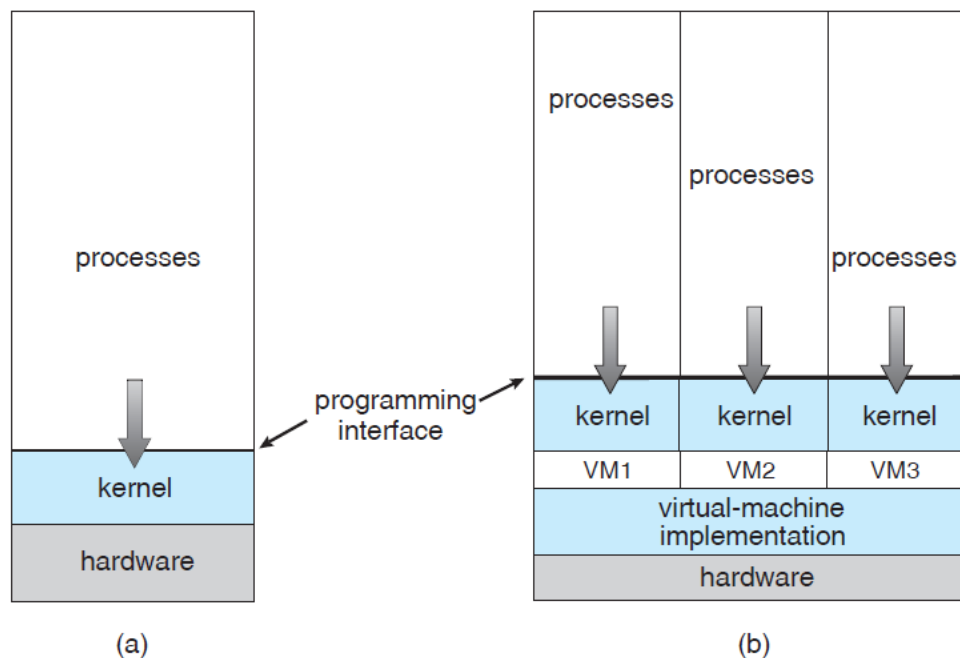 processes
kernel
hardware
(a)
programming
interface
processes
processes
processes
kernel
kernel
kernel
VM1
VM2
VM3
virtual-machine
implementation
hardware
(b)